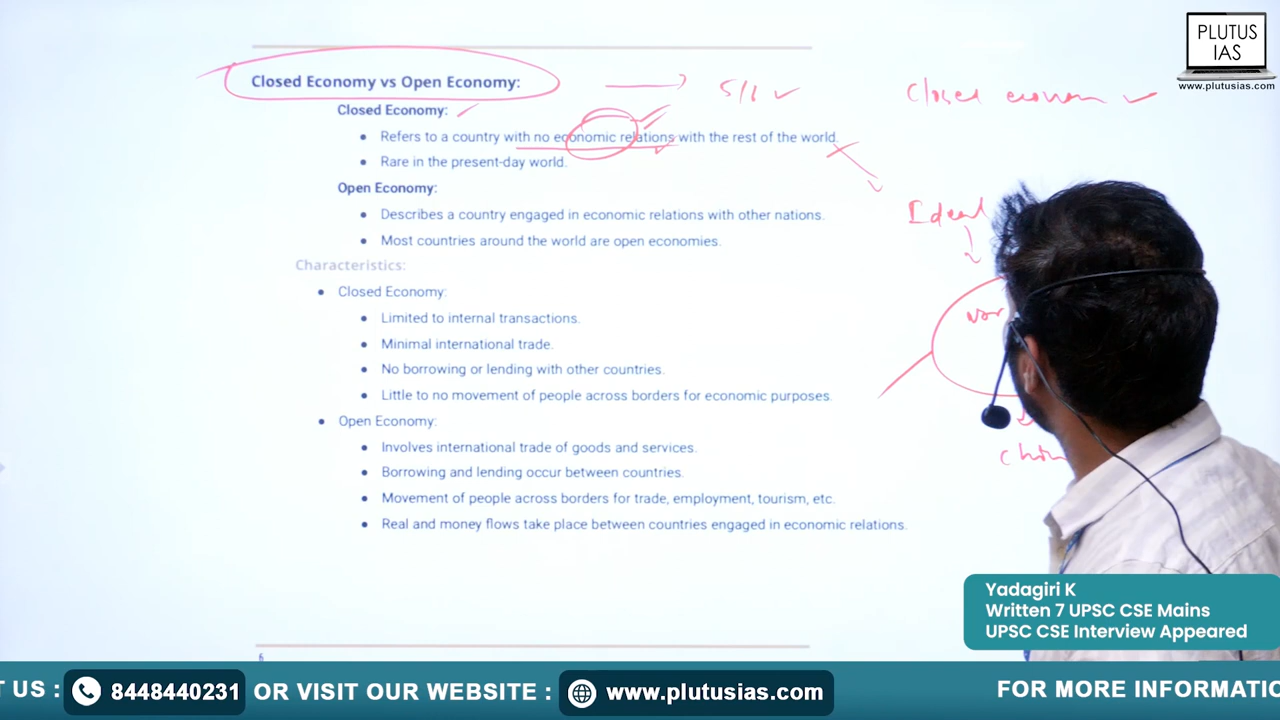 PLUTUS
IAS
www.plutusias.com
Closed Economy vs Open Economy:
Closed Economy:
• Refers to a country with no economic relations with the rest of the world.
• Rare in the present-day world.
Open Economy:
• Describes a country engaged in economic relations with other nations.
• Most countries around the world are open economies.
Characteristics:
• Closed Economy:
• Limited to internal transactions.
• Minimal international trade.
• No borrowing or lending with other countries.
• Little to no movement of people across borders for economic purposes.
• Open Economy:
• Involves international trade of goods and services.
• Borrowing and lending occur between countries.
• Movement of people across borders for trade, employment, tourism, etc.
• Real and money flows take place between countries engaged in economic relations.
Closed
Ideal
6
Yadagiri K
Written 7 UPSC CSE Mains
UPSC CSE Interview Appeared
T US : 8448440231 OR VISIT OUR WEBSITE : www.plutusias.com FOR MORE INFORMATIO